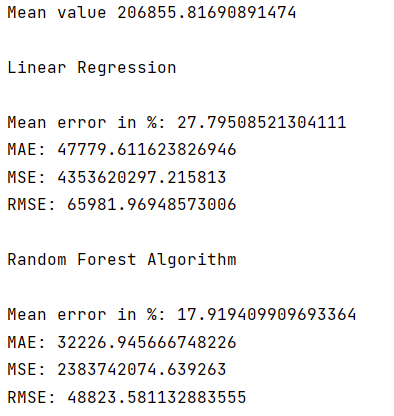 Mean value 206855.81690891474
Linear Regression
Mean error in %: 27.79508521304111
MAE: 47779.611623826946
MSE: 4353620297.215813
RMSE: 65981.96948573006
Random Forest Algorithm
Mean error in %: 17.919409909693364
MAE: 32226.945666748226
MSE: 2383742074.639263
RMSE: 48823.581132883555